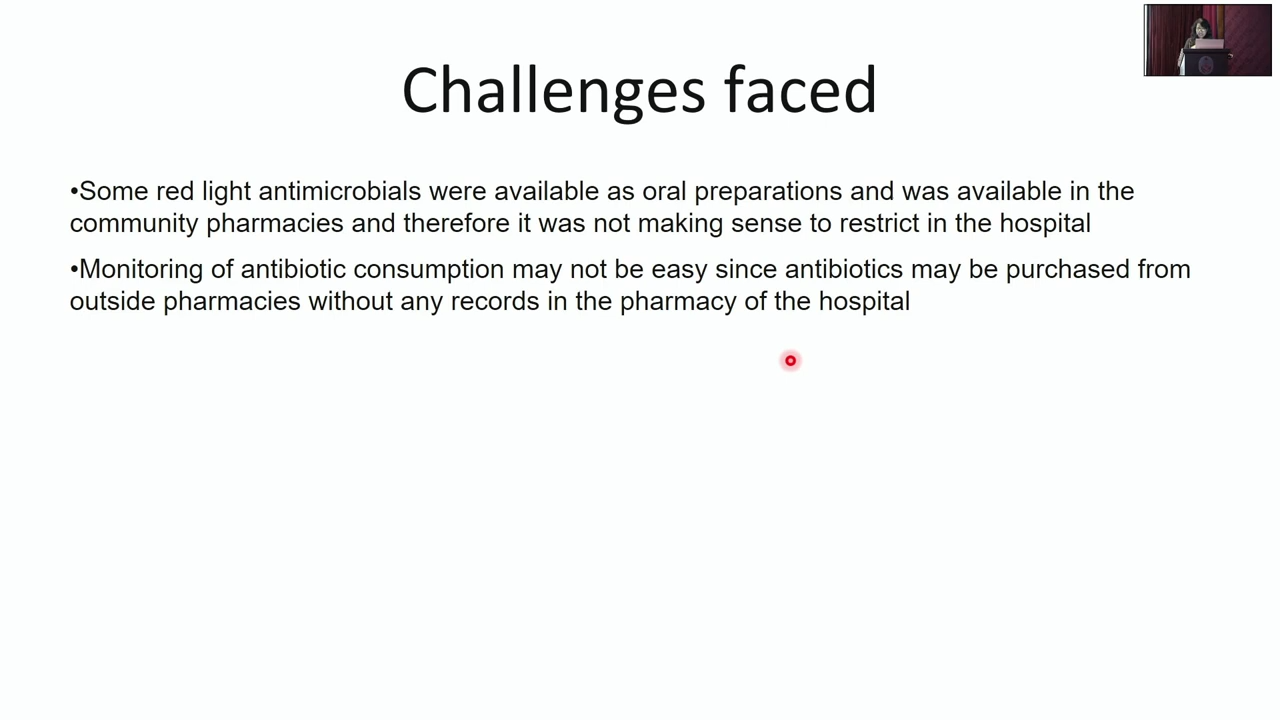 Challenges faced
•Some red light antimicrobials were available as oral preparations and was available in the
community pharmacies and therefore it was not making sense to restrict in the hospital
•Monitoring of antibiotic consumption may not be easy since antibiotics may be purchased from
outside pharmacies without any records in the pharmacy of the hospital